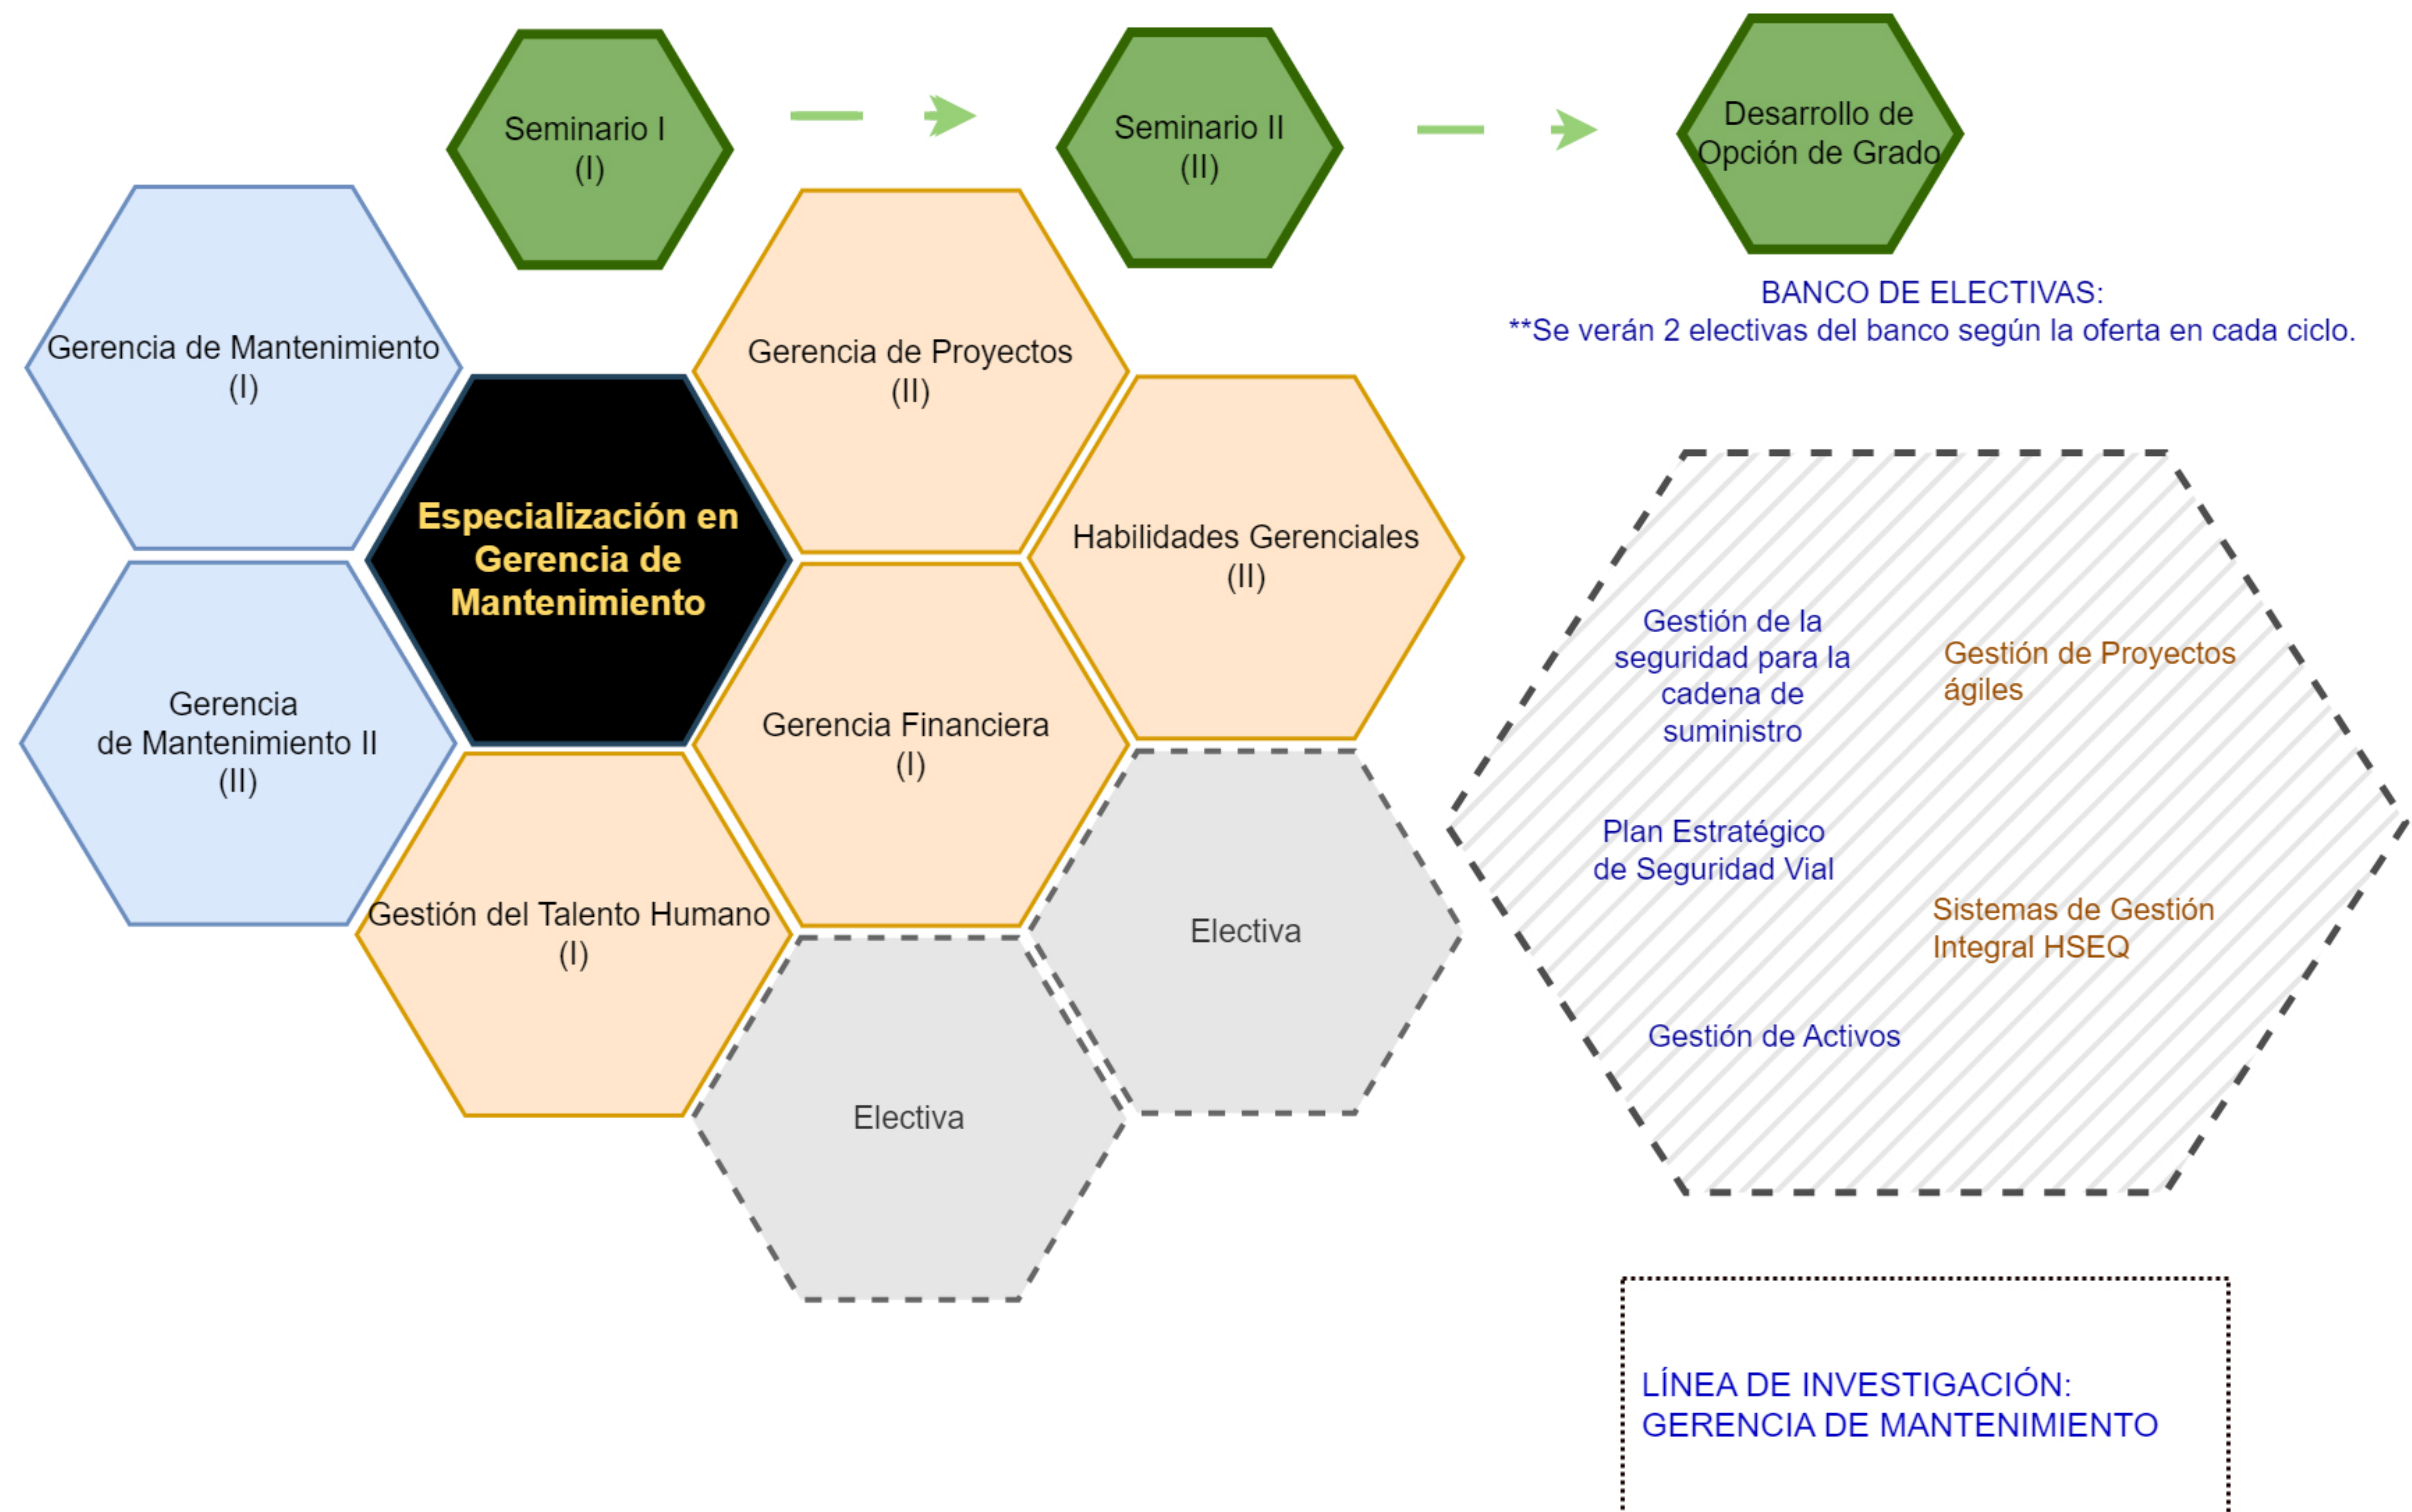 Seminario I
(I)
Seminario II
(II)
Desarrollo de
Opción de Grado
BANCO DE ELECTIVAS:
**Se verán 2 electivas del banco según la oferta en cada ciclo.
Gerencia de Mantenimiento
(I)
Gerencia de Proyectos
(II)
Especialización en
Gerencia de
Mantenimiento
Habilidades Gerenciales
(II)
Gerencia
de Mantenimiento II
(II)
Gerencia Financiera
(I)
Gestión del Talento Humano
(I)
Electiva
Electiva
Gestión de la
seguridad para la
cadena de
suministro
Gestión de Proyectos
ágiles
Plan Estratégico
de Seguridad Vial
Sistemas de Gestión
Integral HSEQ
Gestión de Activos
LÍNEA DE INVESTIGACIÓN:
GERENCIA DE MANTENIMIENTO